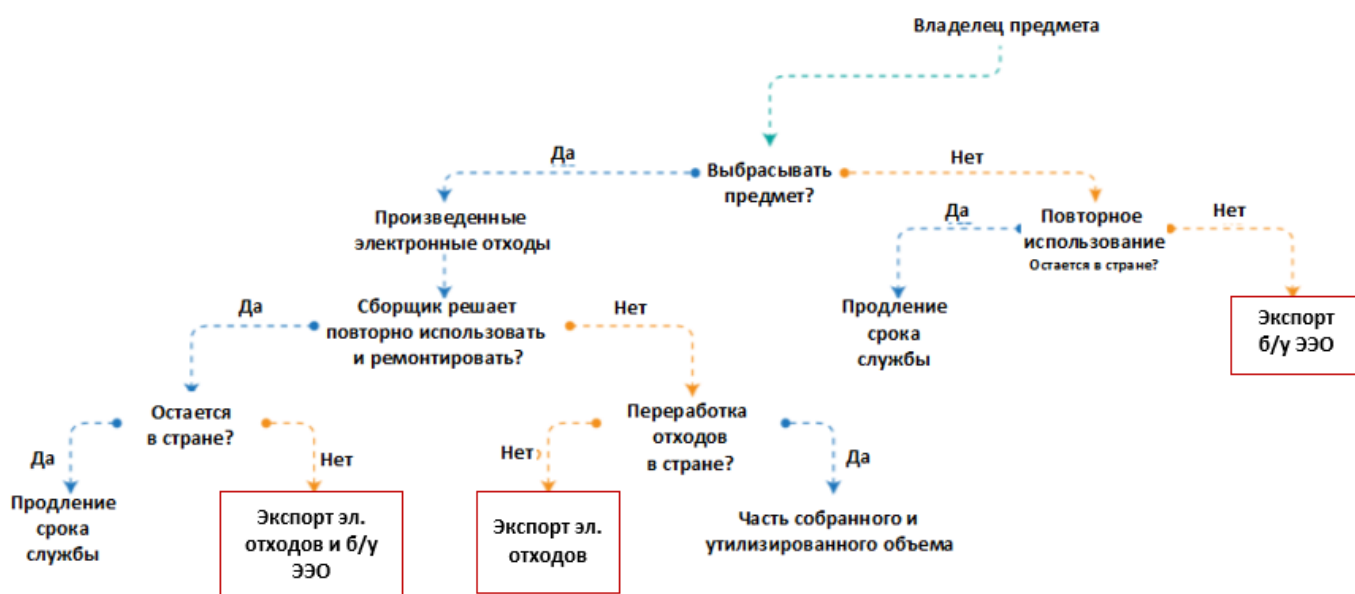 Владелец предмета
Да
Выбрасывать
предмет?
Нет
Произведенные
электронные отходы
Да
Повторное
использование
Остается в стране?
Нет
Да
Сборщик решает
повторно использовать
и ремонтировать?
Нет
Продление
срока
службы
Экспорт
б/у ЭЭО
Остается
в стране?
Переработка
отходов
в стране?
Да
Нет
Нет
Да
Продление
срока
службы
Экспорт эл.
отходов и б/у
ЭЭО
Экспорт эл.
отходов
Часть собранного и
утилизированного объема